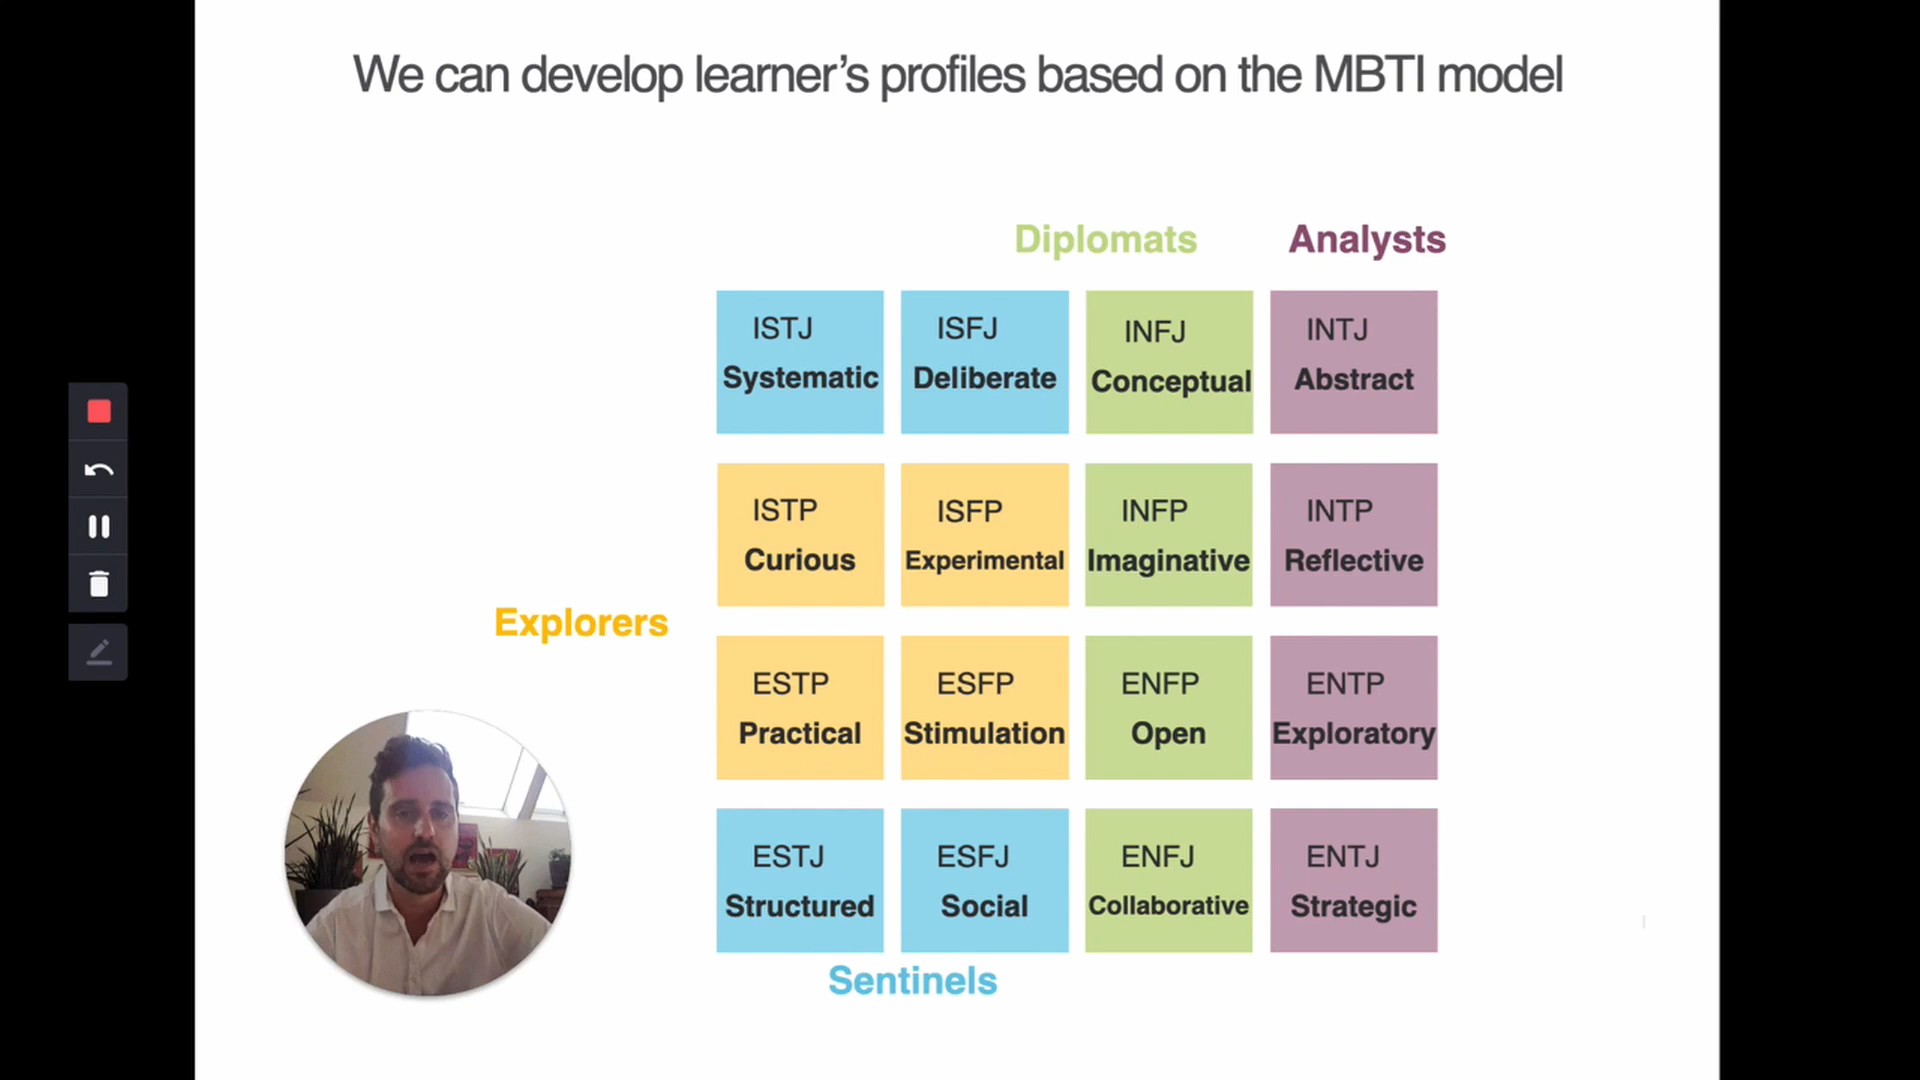 We can develop learner’s profiles based on the MBTI model
Diplomats
Analysts
ISTJ
Systematic
ISFJ
Deliberate
INFJ
Conceptual
INTJ
Abstract
ISTP
Curious
ISFP
Experimental
INFP
Imaginative
INTP
Reflective
Explorers
ESTP
Practical
ESFP
Stimulation
ENFP
Open
ENTP
Exploratory
ESTJ
Structured
ESFJ
Social
ENFJ
Collaborative
ENTJ
Strategic
Sentinels